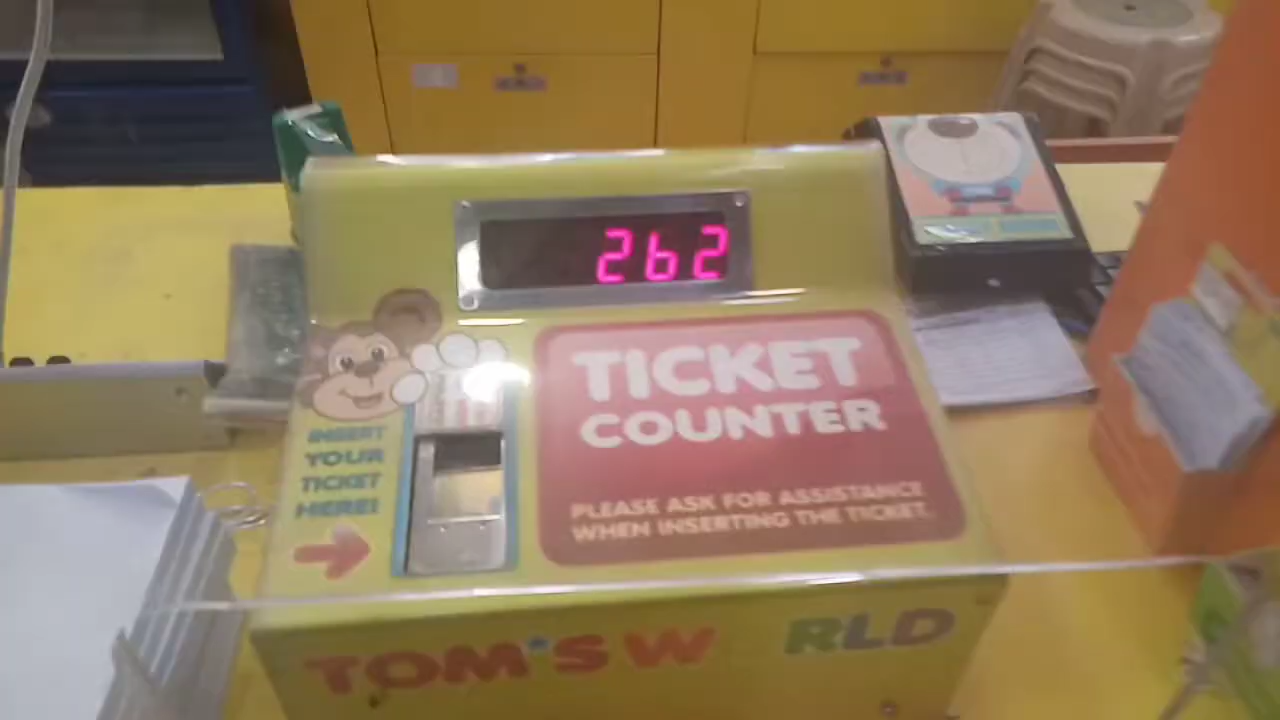 262
TICKET
COUNTER
INSERT
YOUR
TICKET
HERE!
PLEASE ASK FOR ASSISTANCE
WHEN INSERTING THE TICKET.
TOM'S W RLD